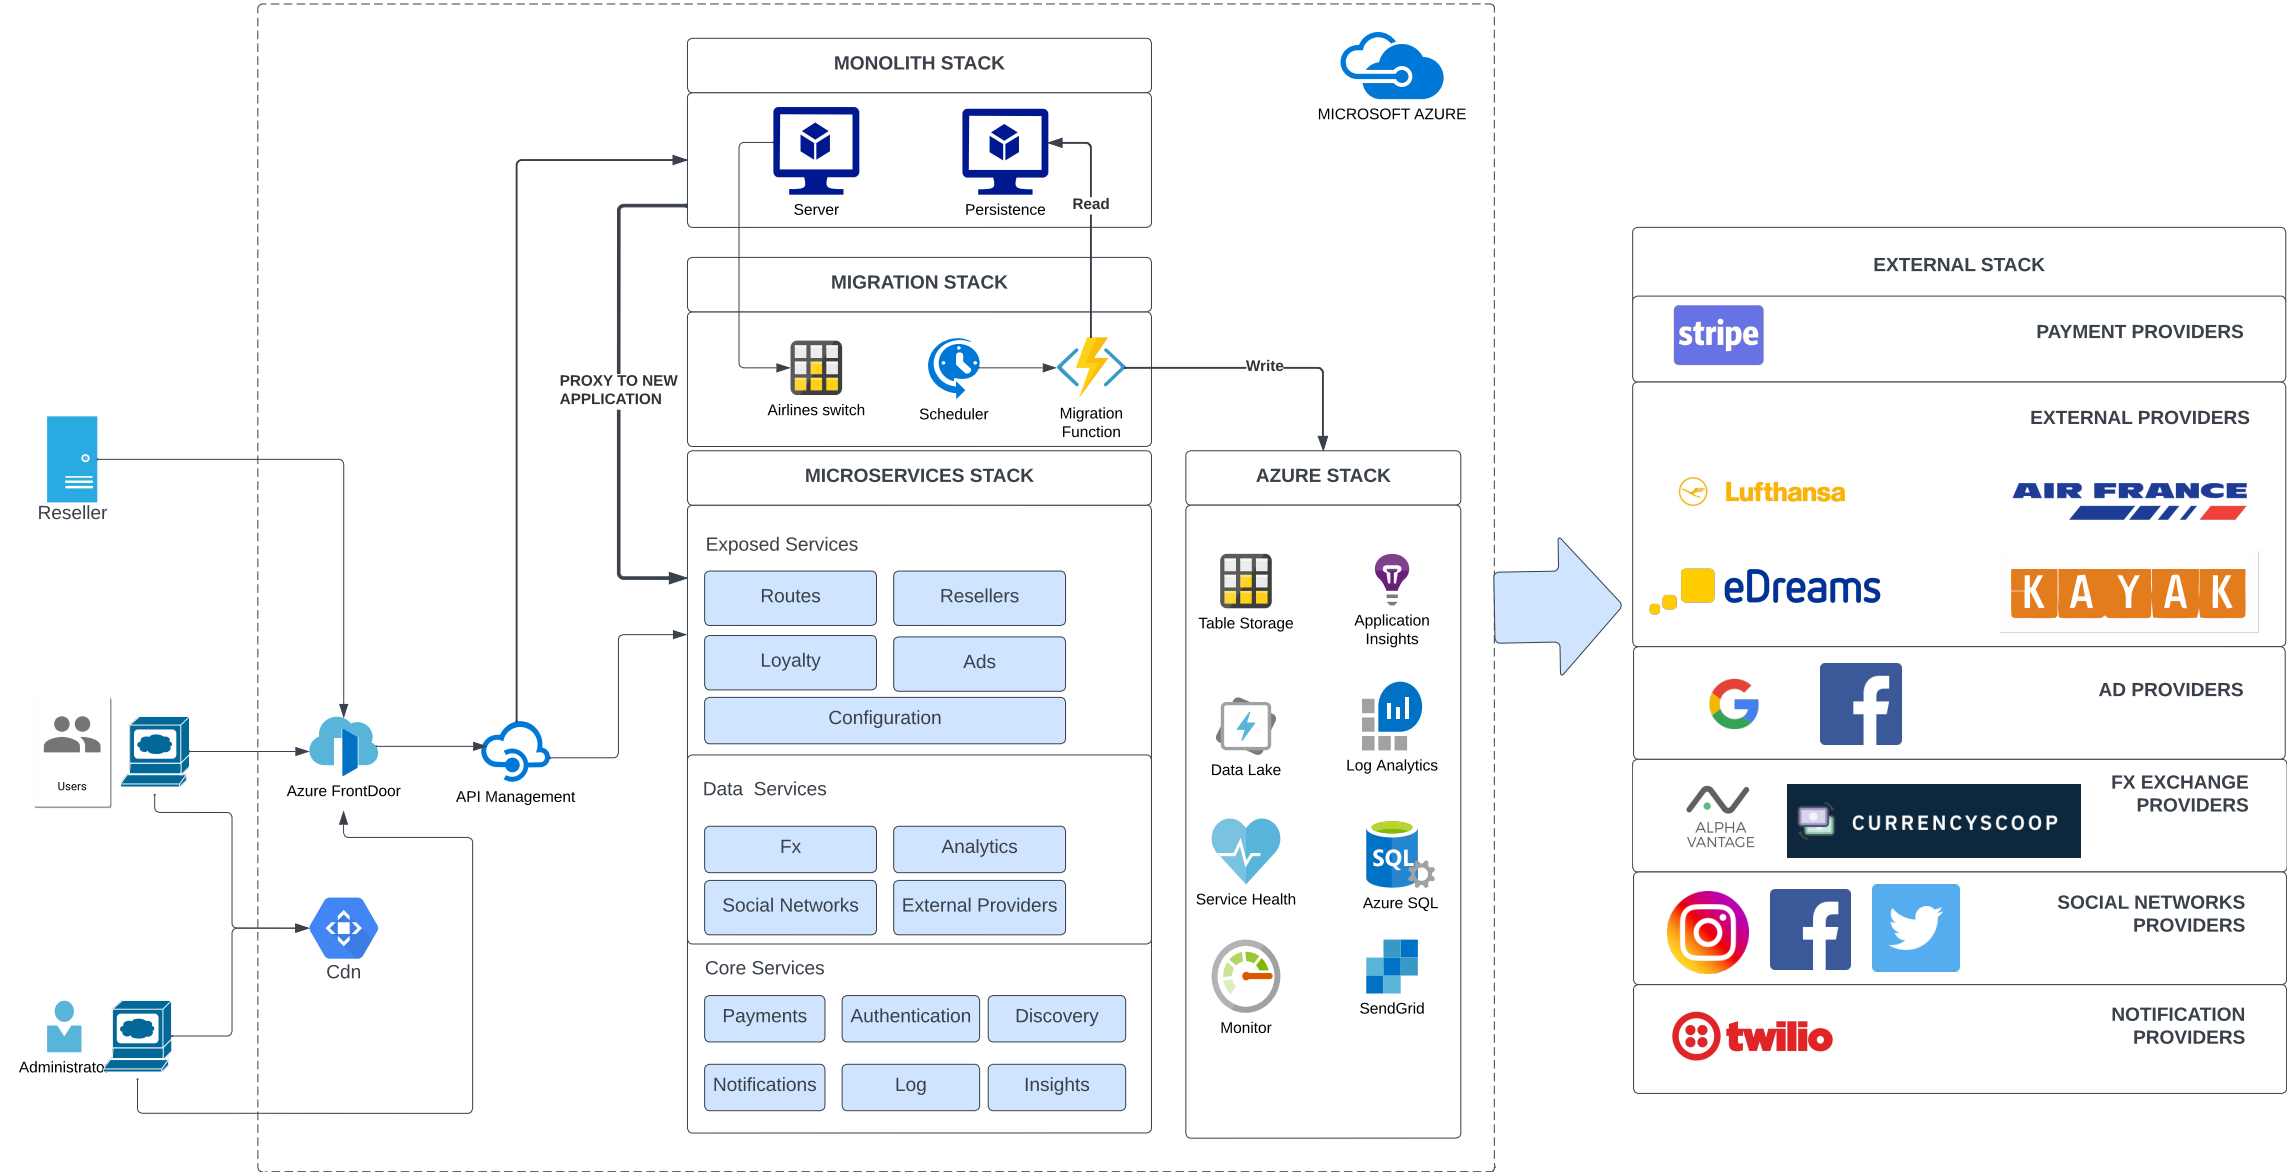 MONOLITH STACK
MICROSOFT AZURE
Server
Persistence
Read
MIGRATION STACK
EXTERNAL STACK
stripe
PAYMENT PROVIDERS
PROXY TO NEW
APPLICATION
Airlines switch
Scheduler
Migration
Function
Write
EXTERNAL PROVIDERS
Lufthansa
AIR FRANCE
eDreams
KAYAK
Reseller
MICROSERVICES STACK
AZURE STACK
Exposed Services
Routes
Resellers
Loyalty
Ads
Configuration
Table Storage
Application
Insights
Data Lake
Log Analytics
AD PROVIDERS
Users
Azure FrontDoor
API Management
Data  Services
Fx
Analytics
Social Networks
External Providers
SQL
Service Health
Azure SQL
FX EXCHANGE
PROVIDERS
ALPHA
VANTAGE
CURRENCYSCOOP
Cdn
Core Services
Payments
Authentication
Discovery
Notifications
Log
Insights
Monitor
SendGrid
SOCIAL NETWORKS
PROVIDERS
Administrato
NOTIFICATION
PROVIDERS
twilio